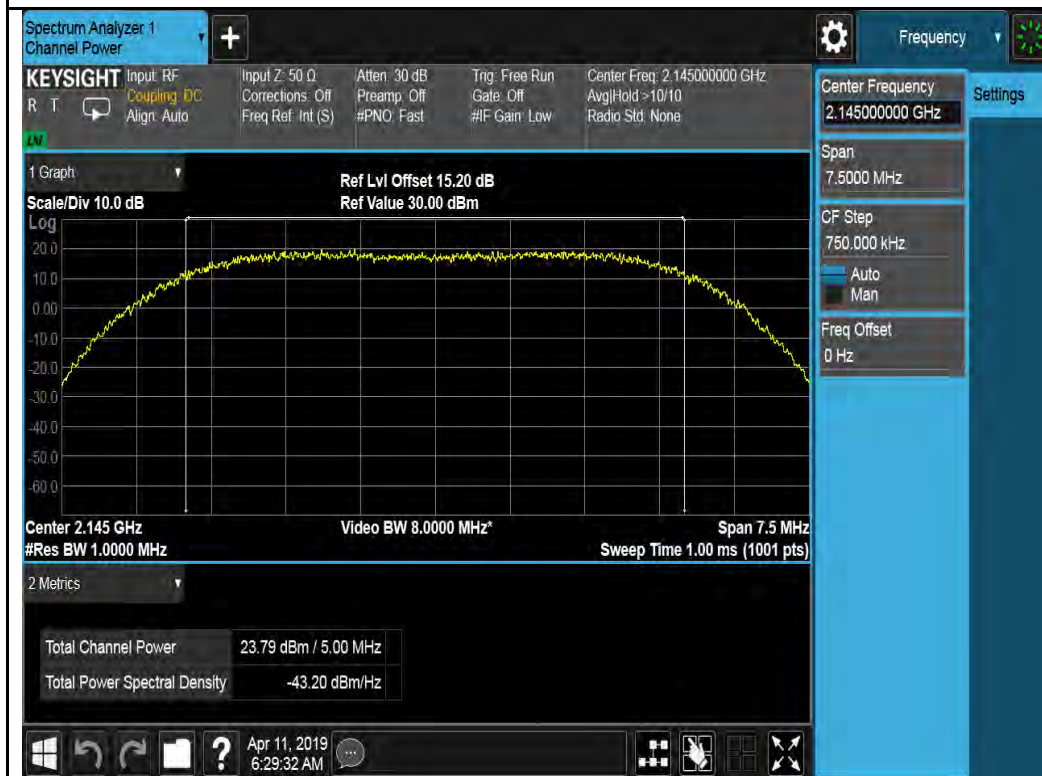 Spectrum Analyzer 1
Channel Power
+
Frequency
KEYSIGHT
R T
LVI
Input: RF
Coupling: DC
Align: Auto
Input Z: 50 Ω
Corrections: Off
Freq Ref: Int (S)
Atten: 30 dB
Preamp: Off
#PNO: Fast
Trig: Free Run
Gate: Off
#IF Gain: Low
Center Freq: 2.145000000 GHz
Avg|Hold >10/10
Radio Std: None
Center Frequency
2.145000000 GHz
Settings
Span
7.5000 MHz
CF Step
750.000 kHz
Auto
Man
Freq Offset
0 Hz
1 Graph
Scale/Div 10.0 dB
Ref Lvl Offset 15.20 dB
Ref Value 30.00 dBm
Log
20.0
10.0
0.00
-10.0
-20.0
-30.0
-40.0
-50.0
-60.0
Center 2.145 GHz
#Res BW 1.0000 MHz
Video BW 8.0000 MHz*
Span 7.5 MHz
Sweep Time 1.00 ms (1001 pts)
2 Metrics
Total Channel Power 23.79 dBm / 5.00 MHz
Total Power Spectral Density -43.20 dBm/Hz
?
Apr 11, 2019
6:29:32 AM